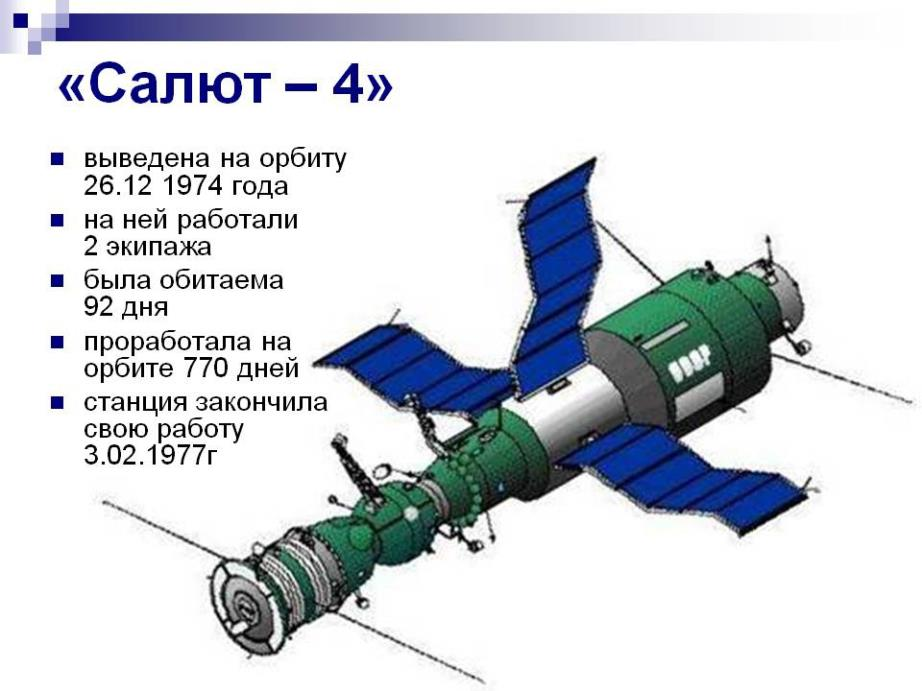 «Салют – 4»
выведена на орбиту
26.12 1974 года
на ней работали
2 экипажа
была обитаема
92 дня
проработала на
орбите 770 дней
станция закончила
свою работу
3.02.1977г
СССР